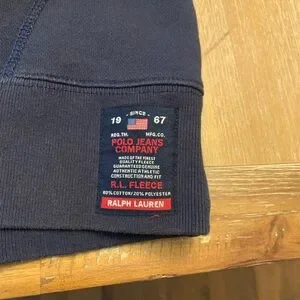 - SINCE -
19 67
REG.TM. MFG.CO.
POLO JEANS
COMPANY
MADE OF THE FINEST
QUALITY FLEECE
GUARANTEED GENUINE
AUTHENTIC ATHLETIC
CONSTRUCTION AND FIT
R.L. FLEECE
80% COTTON/20% POLYESTER
RALPH LAUREN